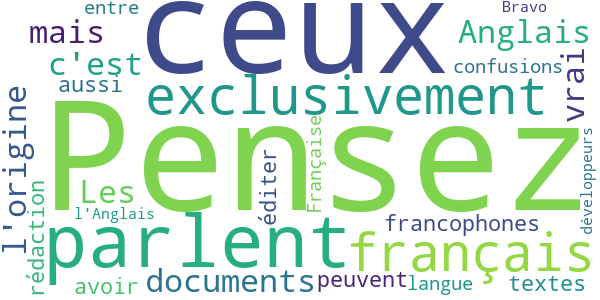 entre
Bravo
ceux
mais
Anglais
c'est
confusions
aussi
vrai
exclusivement
l'origine
Pensez
Française
développeurs
éditer
Les
rédaction
l'Anglais
parlent
francophones
français
avoir
documents
peuvent
langue
textes